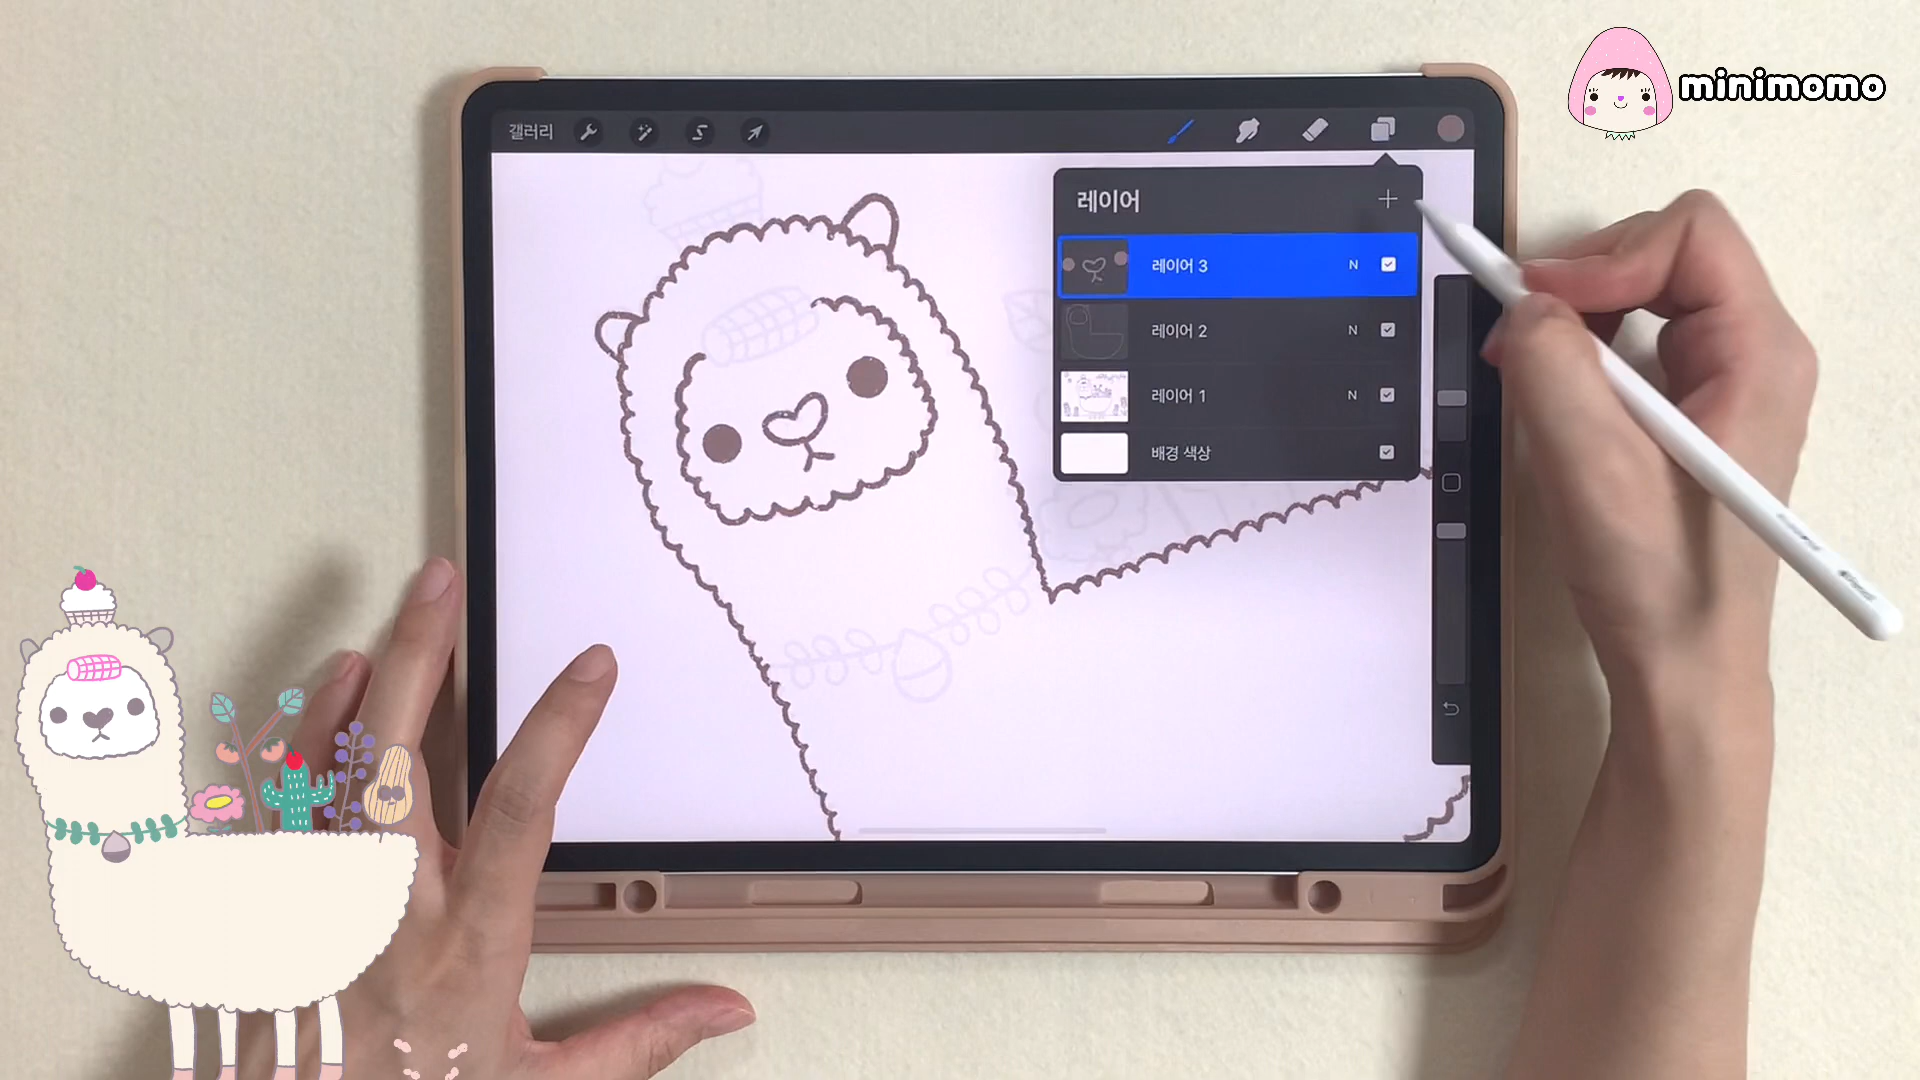 minimomo
갤러리
레이어
레이어 3 N
레이어 2 N
레이어 1 N
배경 색상